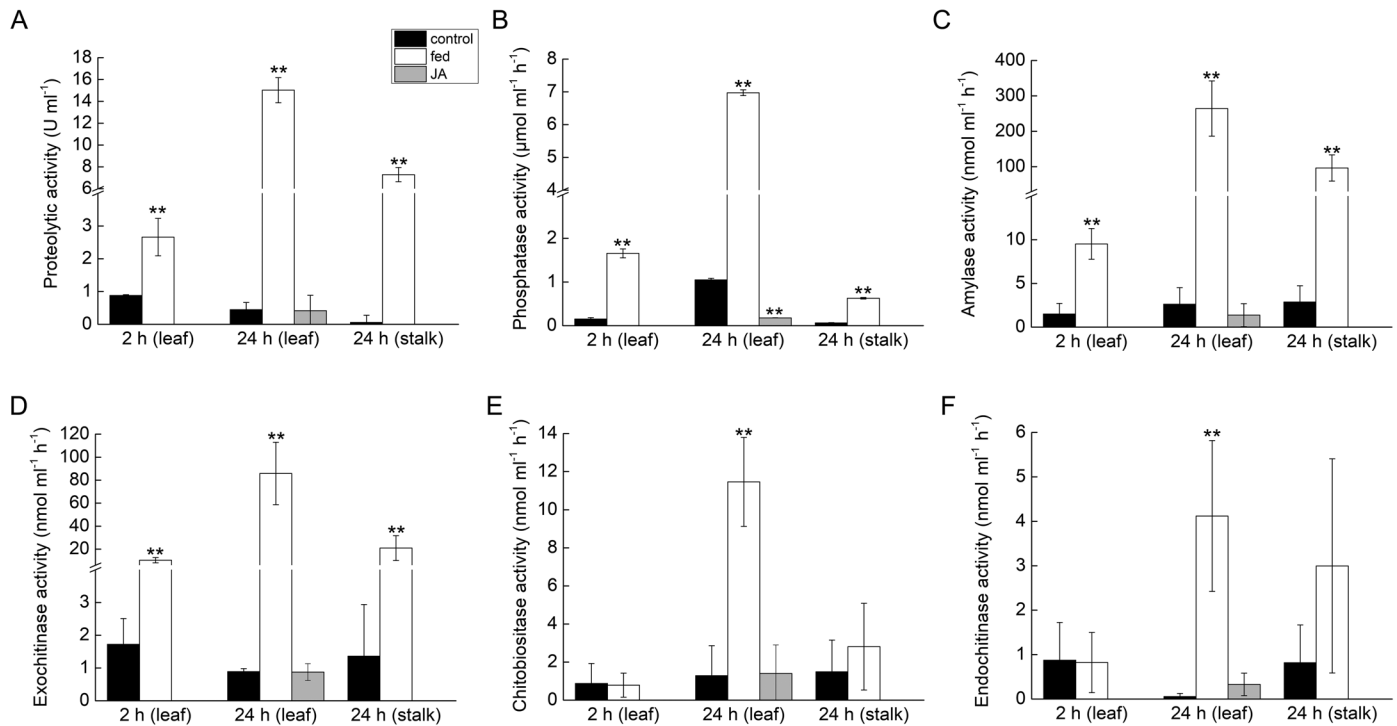 A
Proteolytic activity (U ml-1)
18
16
14
12
10
8
6
3
2
1
0
**
**
**
2 h (leaf)
24 h (leaf)
24 h (stalk)
control
fed
JA
B
Phosphatase activity (µmol ml-1 h-1)
8
7
6
5
4
2
1
0
**
**
**
**
2 h (leaf)
24 h (leaf)
24 h (stalk)
C
Amylase activity (nmol ml-1 h-1)
400
300
200
100
10
5
0
**
**
**
2 h (leaf)
24 h (leaf)
24 h (stalk)
D
Exochitinase activity (nmol ml-1 h-1)
120
100
80
60
40
20
3
2
1
0
**
**
**
2 h (leaf)
24 h (leaf)
24 h (stalk)
E
Chitobiositase activity (nmol ml-1 h-1)
14
12
10
8
6
4
2
0
**
2 h (leaf)
24 h (leaf)
24 h (stalk)
F
Endochitinase activity (nmol ml-1 h-1)
6
5
4
3
2
1
0
**
2 h (leaf)
24 h (leaf)
24 h (stalk)